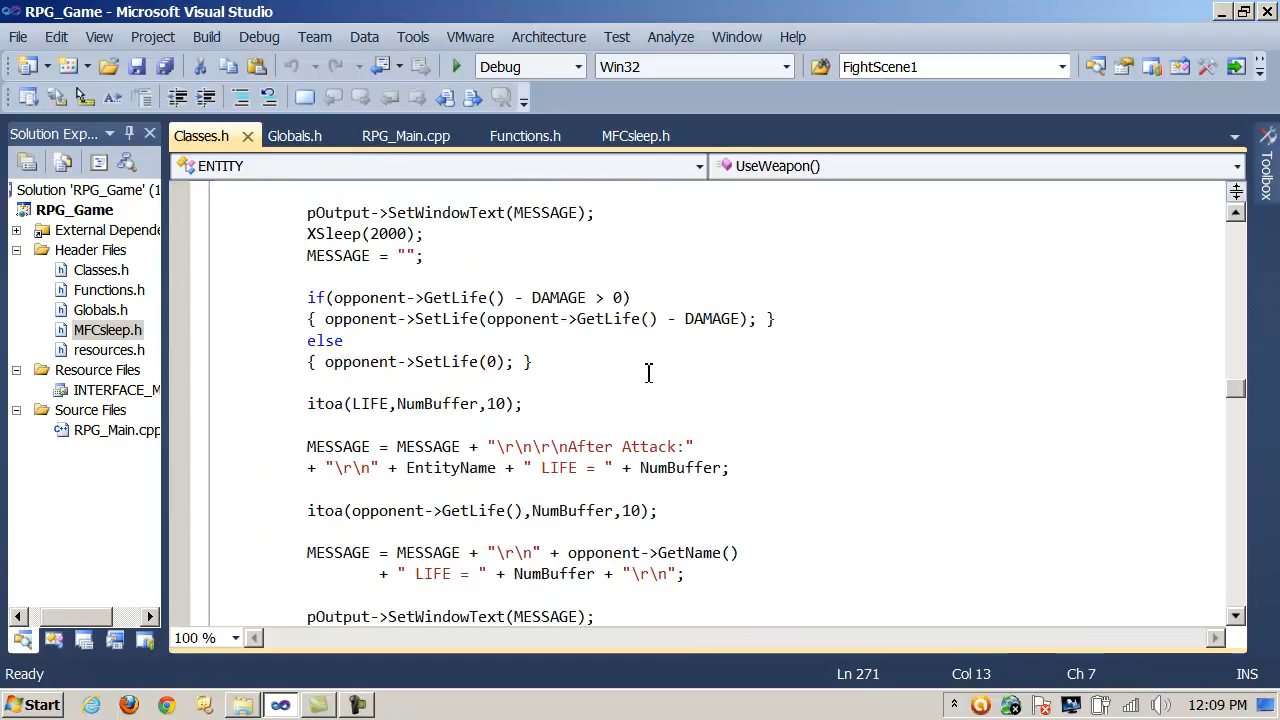 RPG_Game - Microsoft Visual Studio
File Edit View Project Build Debug Team Data Tools VMware Architecture Test Analyze Window Help
Debug Win32 FightScene1
Solution Exp... Classes.h Globals.h RPG_Main.cpp Functions.h MFCsleep.h
ENTITY UseWeapon()
Toolbox
Solution 'RPG_Game' (1
RPG_Game
External Depende
Header Files
Classes.h
Functions.h
Globals.h
MFCsleep.h
resources.h
Resource Files
INTERFACE_M
Source Files
RPG_Main.cpp
pOutput->SetWindowText(MESSAGE);
XSleep(2000);
MESSAGE = "";
if(opponent->GetLife() - DAMAGE > 0)
{ opponent->SetLife(opponent->GetLife() - DAMAGE); }
else
{ opponent->SetLife(0); }
itoa(LIFE,NumBuffer,10);
MESSAGE = MESSAGE + "\r\n\r\nAfter Attack:"
+ "\r\n" + EntityName + " LIFE = " + NumBuffer;
itoa(opponent->GetLife(),NumBuffer,10);
MESSAGE = MESSAGE + "\r\n" + opponent->GetName()
+ " LIFE = " + NumBuffer + "\r\n";
pOutput->SetWindowText(MESSAGE);
100 %
Ready Ln 271 Col 13 Ch 7 INS
Start 12:09 PM